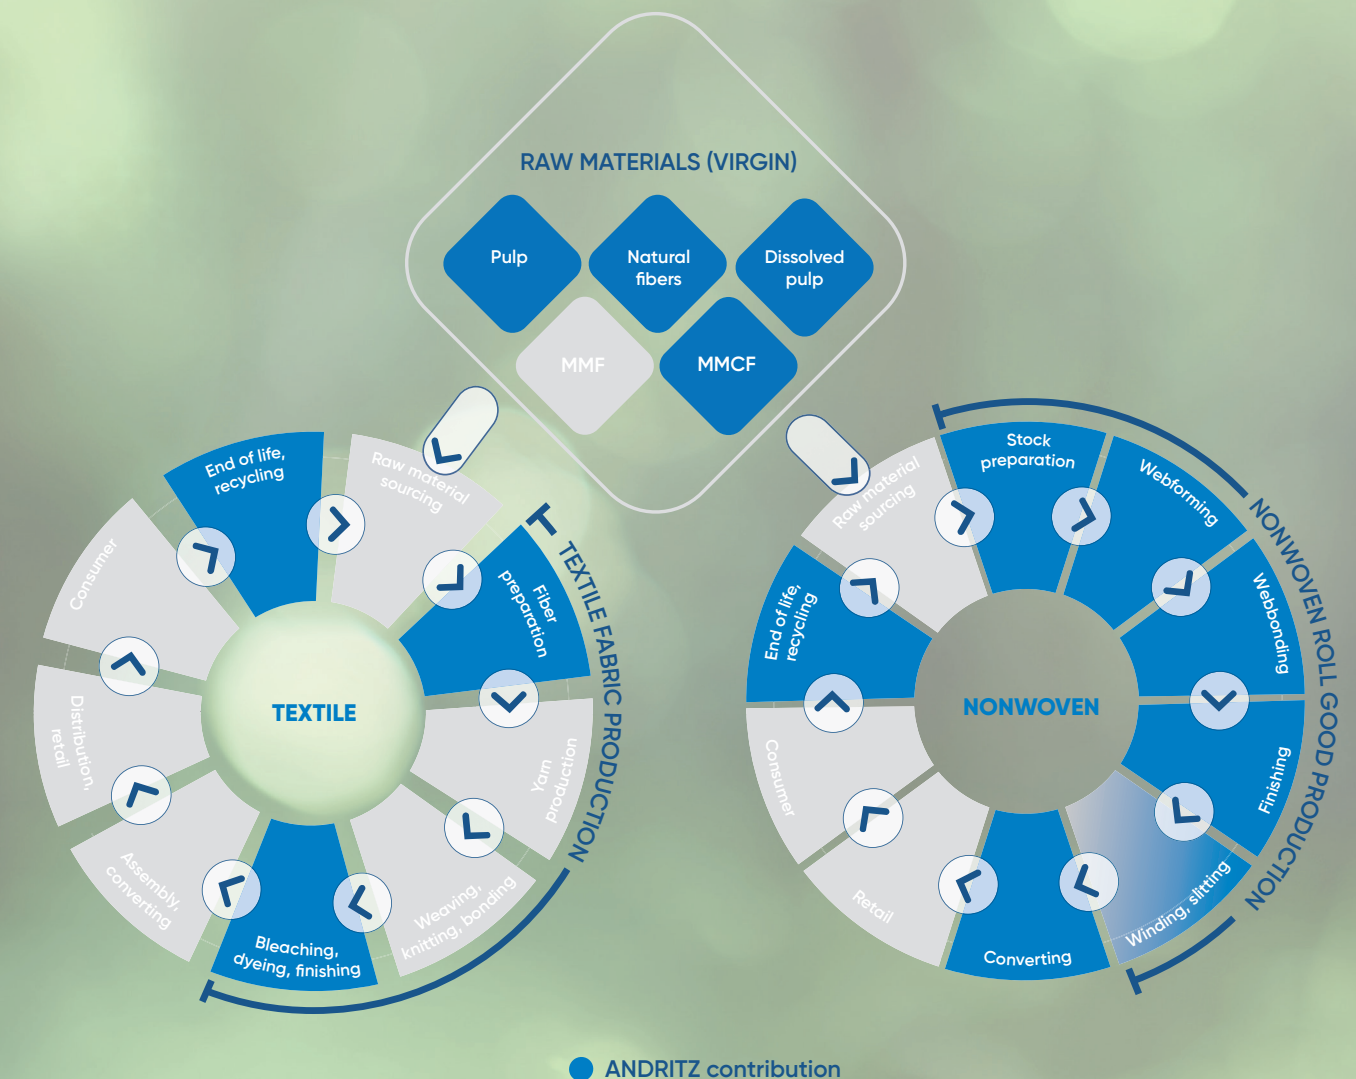 RAW MATERIALS (VIRGIN)
Pulp
Natural
fibers
Dissolved
pulp
MMF
MMCF
End of life,
recycling
Raw material
sourcing
Fiber
preparation
Yarn
production
Weaving,
knitting, bonding
Bleaching,
dyeing, finishing
Assembly,
converting
Distribution,
retail
Consumer
TEXTILE
TEXTILE FABRIC PRODUCTION
Raw material
sourcing
Stock
preparation
Webforming
Webbonding
Finishing
Winding, slitting
Converting
Retail
Consumer
End of life,
recycling
NONWOVEN
NONWOVEN ROLL GOOD PRODUCTION
ANDRITZ contribution